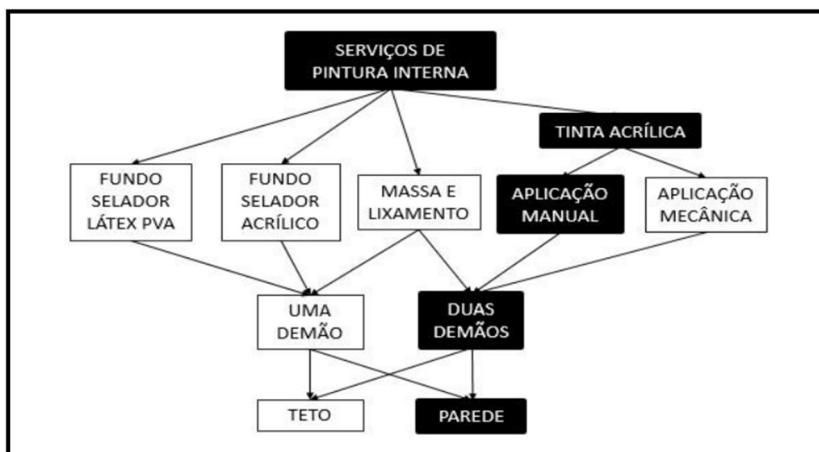 SERVIÇOS DE
PINTURA INTERNA
TINTA ACRÍLICA
FUNDO
SELADOR
LÁTEX PVA
FUNDO
SELADOR
ACRÍLICO
MASSA E
LIXAMENTO
APLICAÇÃO
MANUAL
APLICAÇÃO
MECÂNICA
UMA
DEMÃO
DUAS
DEMÃOS
TETO
PAREDE